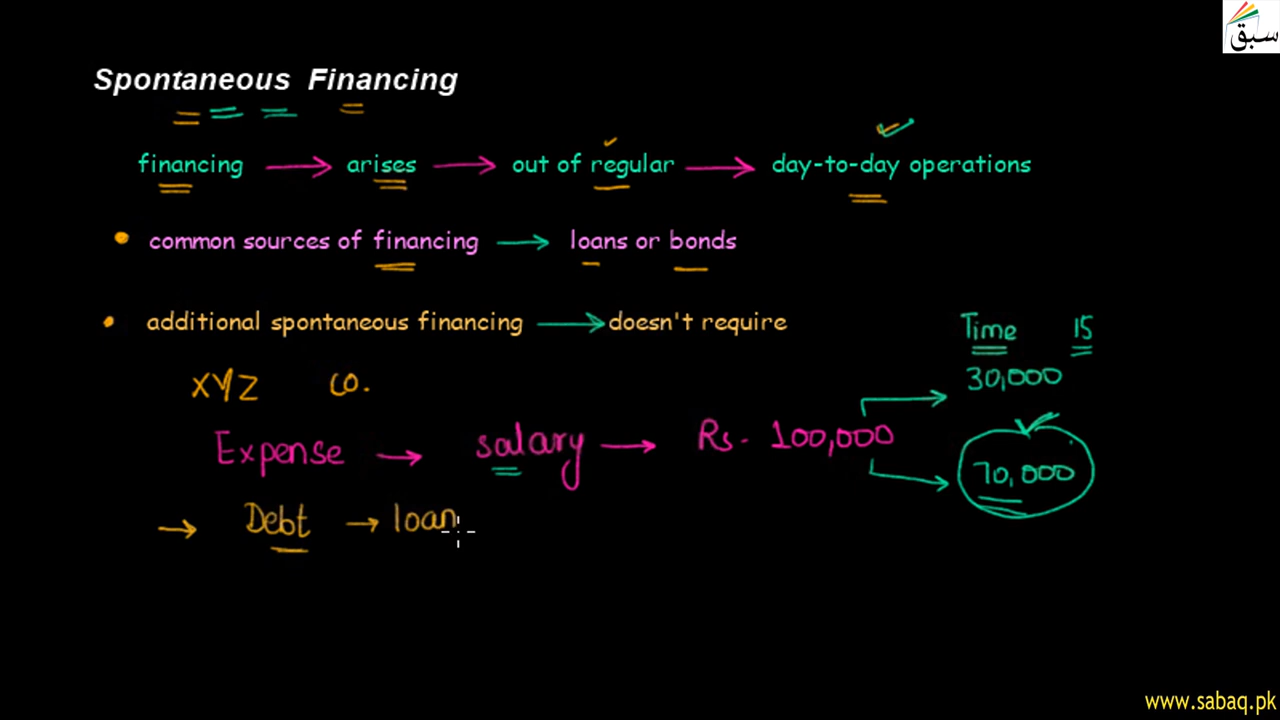 سبق
Spontaneous Financing
financing → arises → out of regular → day-to-day operations
• common sources of financing → loans or bonds
• additional spontaneous financing → doesn't require
Time 15
30,000
XYZ co.
Expense → salary → Rs. 100,000
70,000
→ Debt → loan
www.sabaq.pk